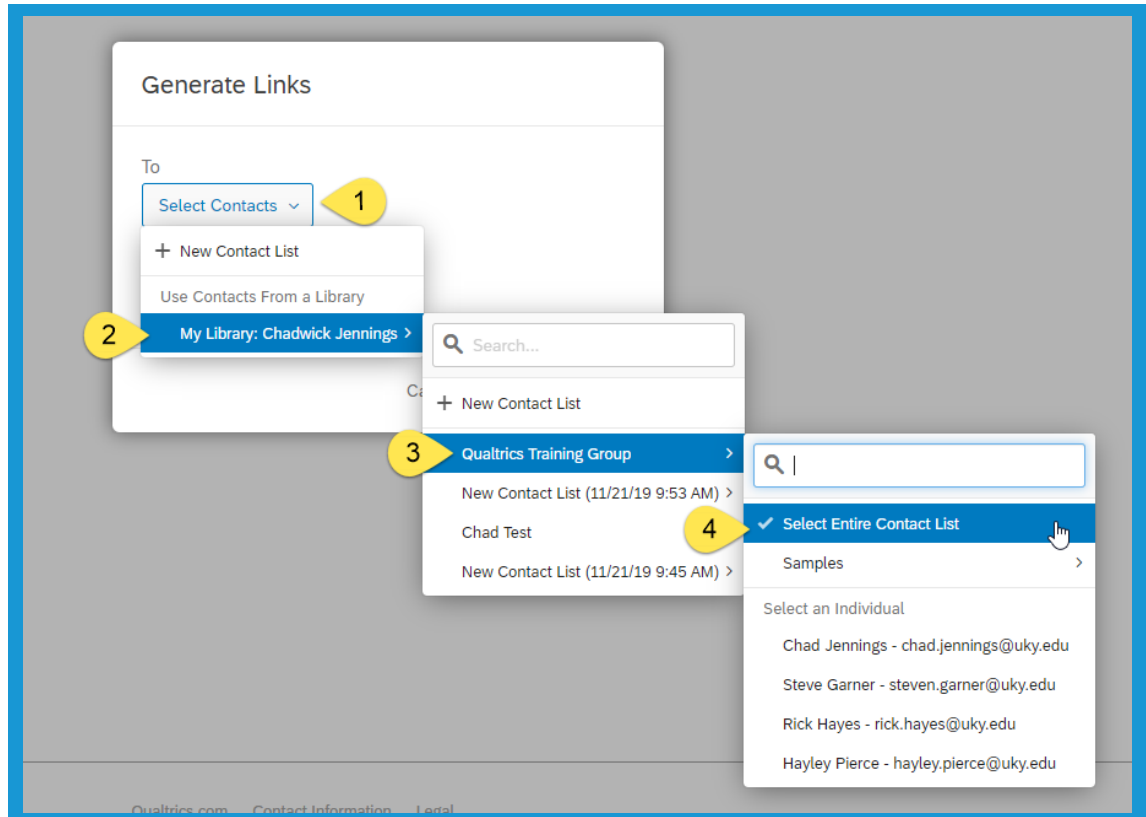 Generate Links
To
Select Contacts
1
New Contact List
Use Contacts From a Library
2
My Library: Chadwick Jennings
Search...
New Contact List
3
Qualtrics Training Group
New Contact List (11/21/19 9:53 AM)
Chad Test
New Contact List (11/21/19 9:45 AM)
4
Select Entire Contact List
Samples
Select an Individual
Chad Jennings - chad.jennings@uky.edu
Steve Garner - steven.garner@uky.edu
Rick Hayes - rick.hayes@uky.edu
Hayley Pierce - hayley.pierce@uky.edu
Qualtrics.com Contact Information Legal